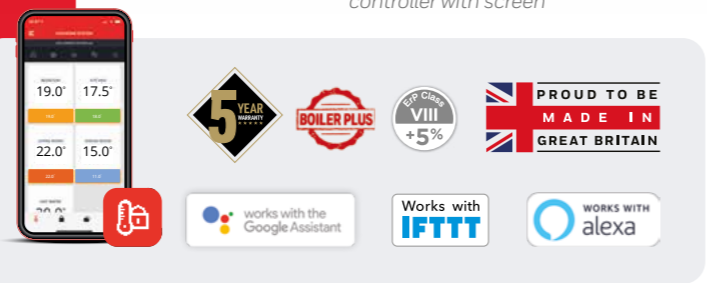 controller with screen
19.0°
17.5°
22.0°
15.0°
5
YEAR
WARRANTY
BOILER PLUS
ErP Class
VIII
+5%
PROUD TO BE
MADE IN
GREAT BRITAIN
works with the
Google Assistant
Works with
IFTTT
WORKS WITH
alexa